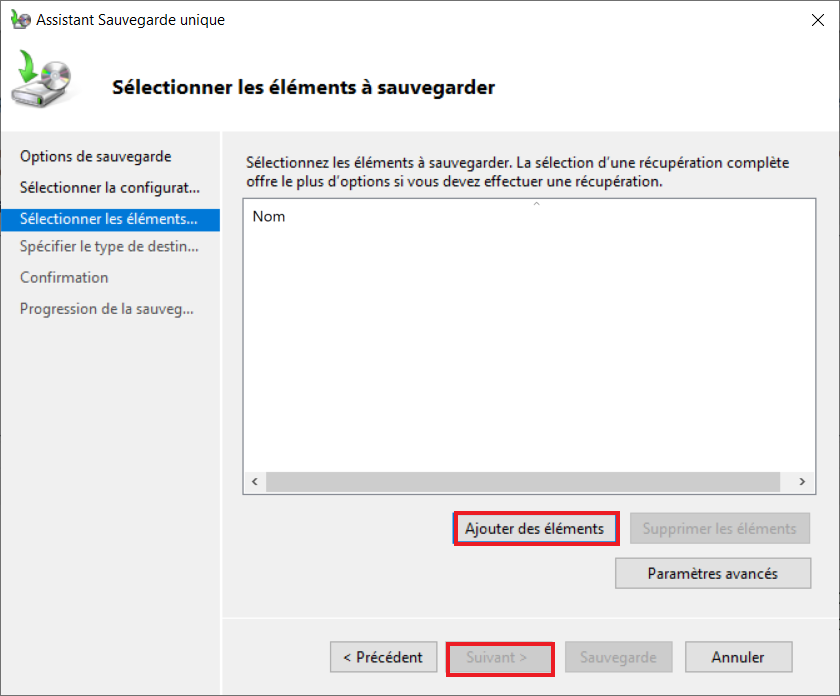 Assistant Sauvegarde unique
Sélectionner les éléments à sauvegarder
Options de sauvegarde
Sélectionner la configurat...
Sélectionner les éléments...
Spécifier le type de destin...
Confirmation
Progression de la sauveg...
Sélectionnez les éléments à sauvegarder. La sélection d'une récupération complète
offre le plus d'options si vous devez effectuer une récupération.
Nom
Ajouter des éléments
Supprimer les éléments
Paramètres avancés
< Précédent
Suivant >
Sauvegarde
Annuler